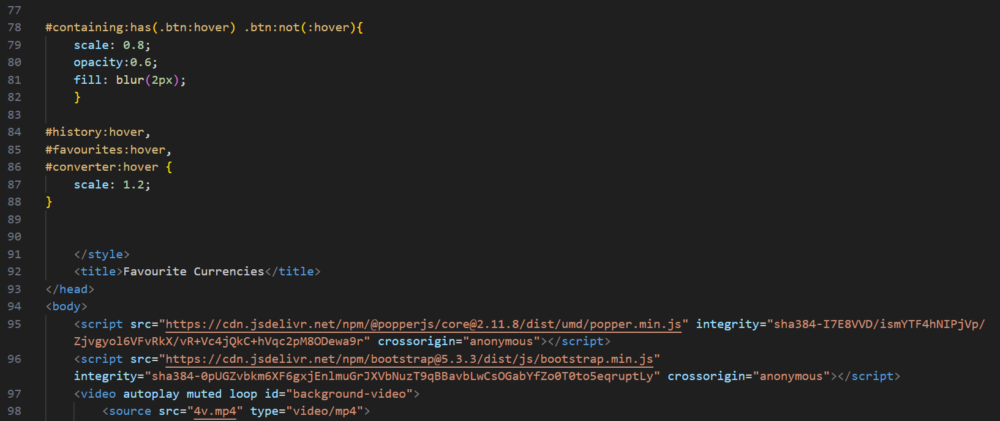 77
78 #containing:has(.btn:hover) .btn:not(:hover){
79 scale: 0.8;
80 opacity:0.6;
81 fill: blur(2px);
82 }
83
84 #history:hover,
85 #favourites:hover,
86 #converter:hover {
87 scale: 1.2;
88 }
89
90
91 </style>
92 <title>Favourite Currencies</title>
93 </head>
94 <body>
95 <script src="https://cdn.jsdelivr.net/npm/@popperjs/core@2.11.8/dist/umd/popper.min.js" integrity="sha384-I7E8VVD/ismYTF4hNIPjVp/
Zjvgyol6VFvRkX/vR+Vc4jQkC+hVqc2pM8ODewa9r" crossorigin="anonymous"></script>
96 <script src="https://cdn.jsdelivr.net/npm/bootstrap@5.3.3/dist/js/bootstrap.min.js"
integrity="sha384-0pUGZvbkm6XF6gxjEnlmuGrJXVbNuzT9qBBavbLwCsOGabYfZo0T0to5eqruptLy" crossorigin="anonymous"></script>
97 <video autoplay muted loop id="background-video">
98 <source src="4v.mp4" type="video/mp4">